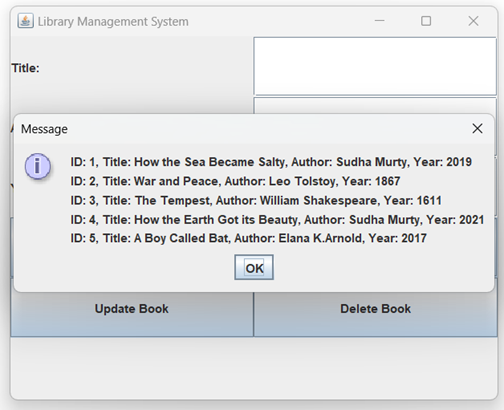 Library Management System
Title:
Message
ID: 1, Title: How the Sea Became Salty, Author: Sudha Murty, Year: 2019
ID: 2, Title: War and Peace, Author: Leo Tolstoy, Year: 1867
ID: 3, Title: The Tempest, Author: William Shakespeare, Year: 1611
ID: 4, Title: How the Earth Got its Beauty, Author: Sudha Murty, Year: 2021
ID: 5, Title: A Boy Called Bat, Author: Elana K.Arnold, Year: 2017
OK
Update Book
Delete Book